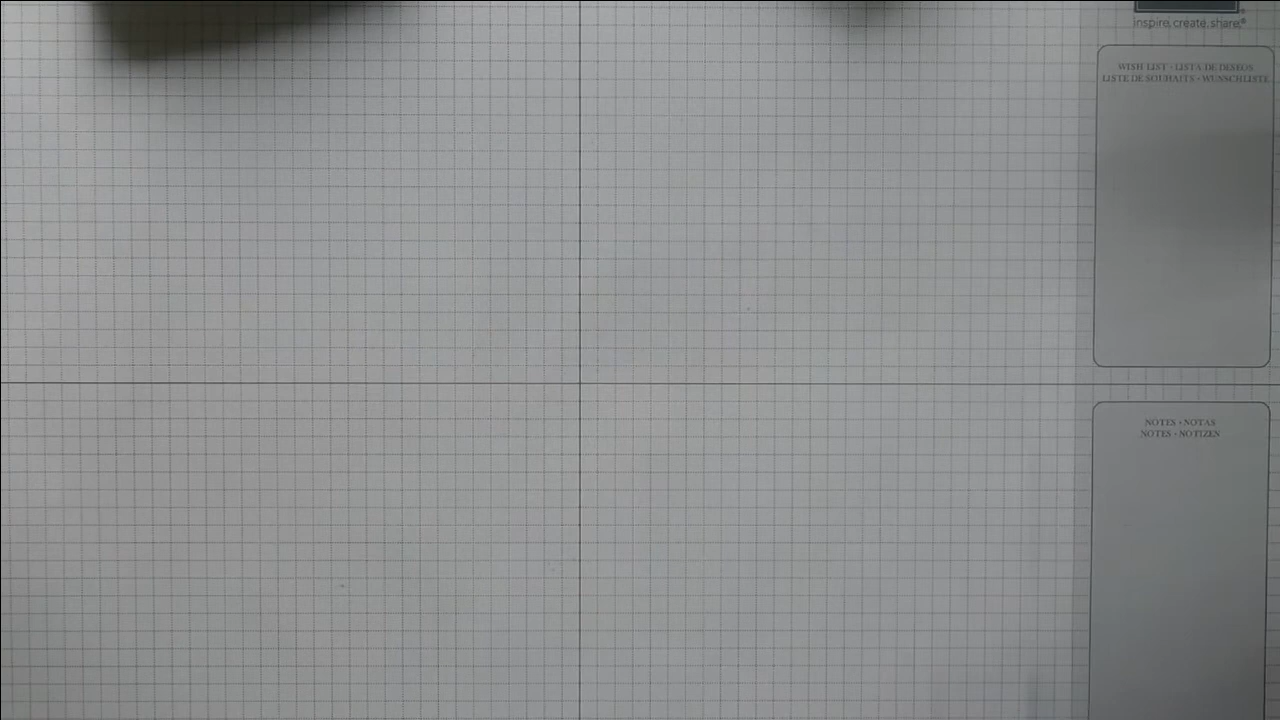 inspire. create. share.®
WISH LIST • LISTA DE DESEOS
LISTE DE SOUHAITS • WUNSCHLISTE
NOTES • NOTAS
NOTES • NOTIZEN